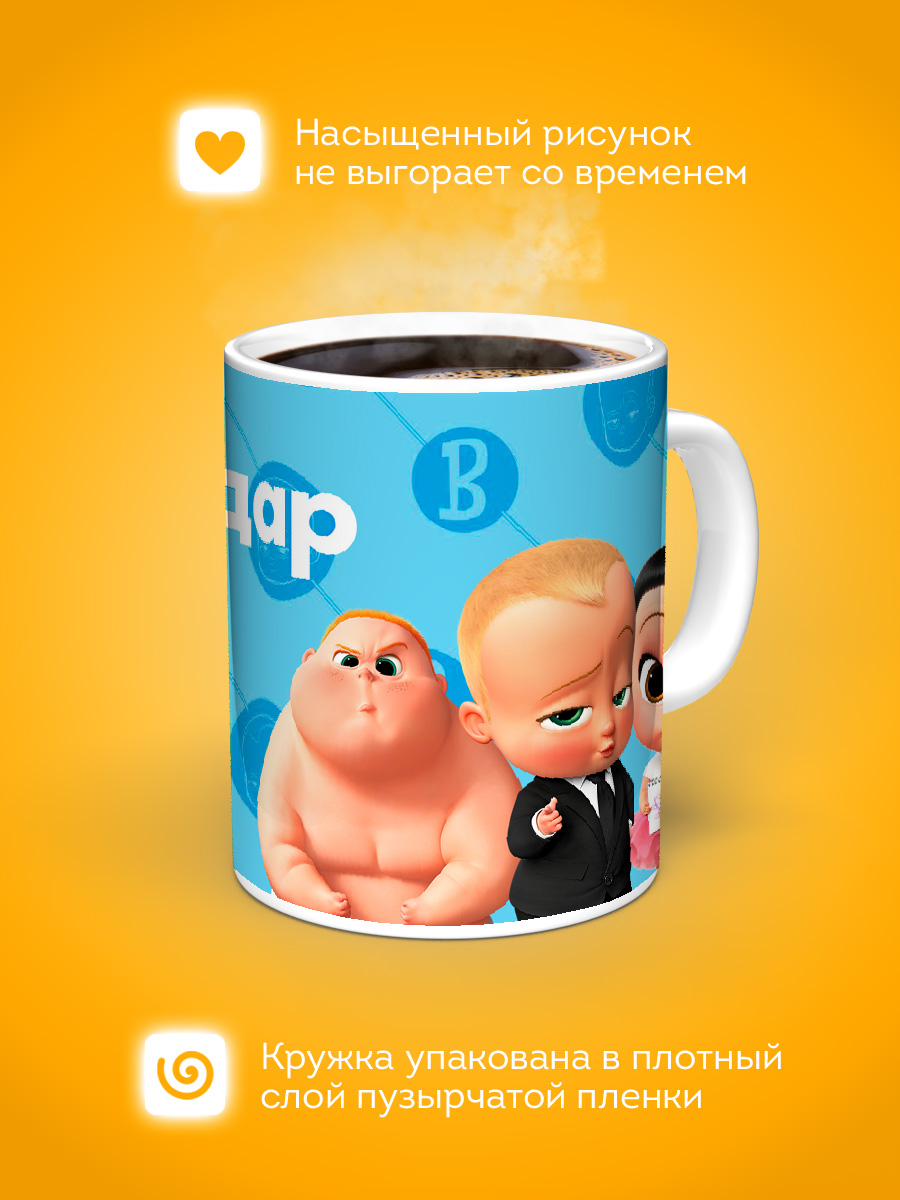 Насыщенный рисунок
не выгорает со временем
В
дар
Кружка упакована в плотный
слой пузырчатой пленки